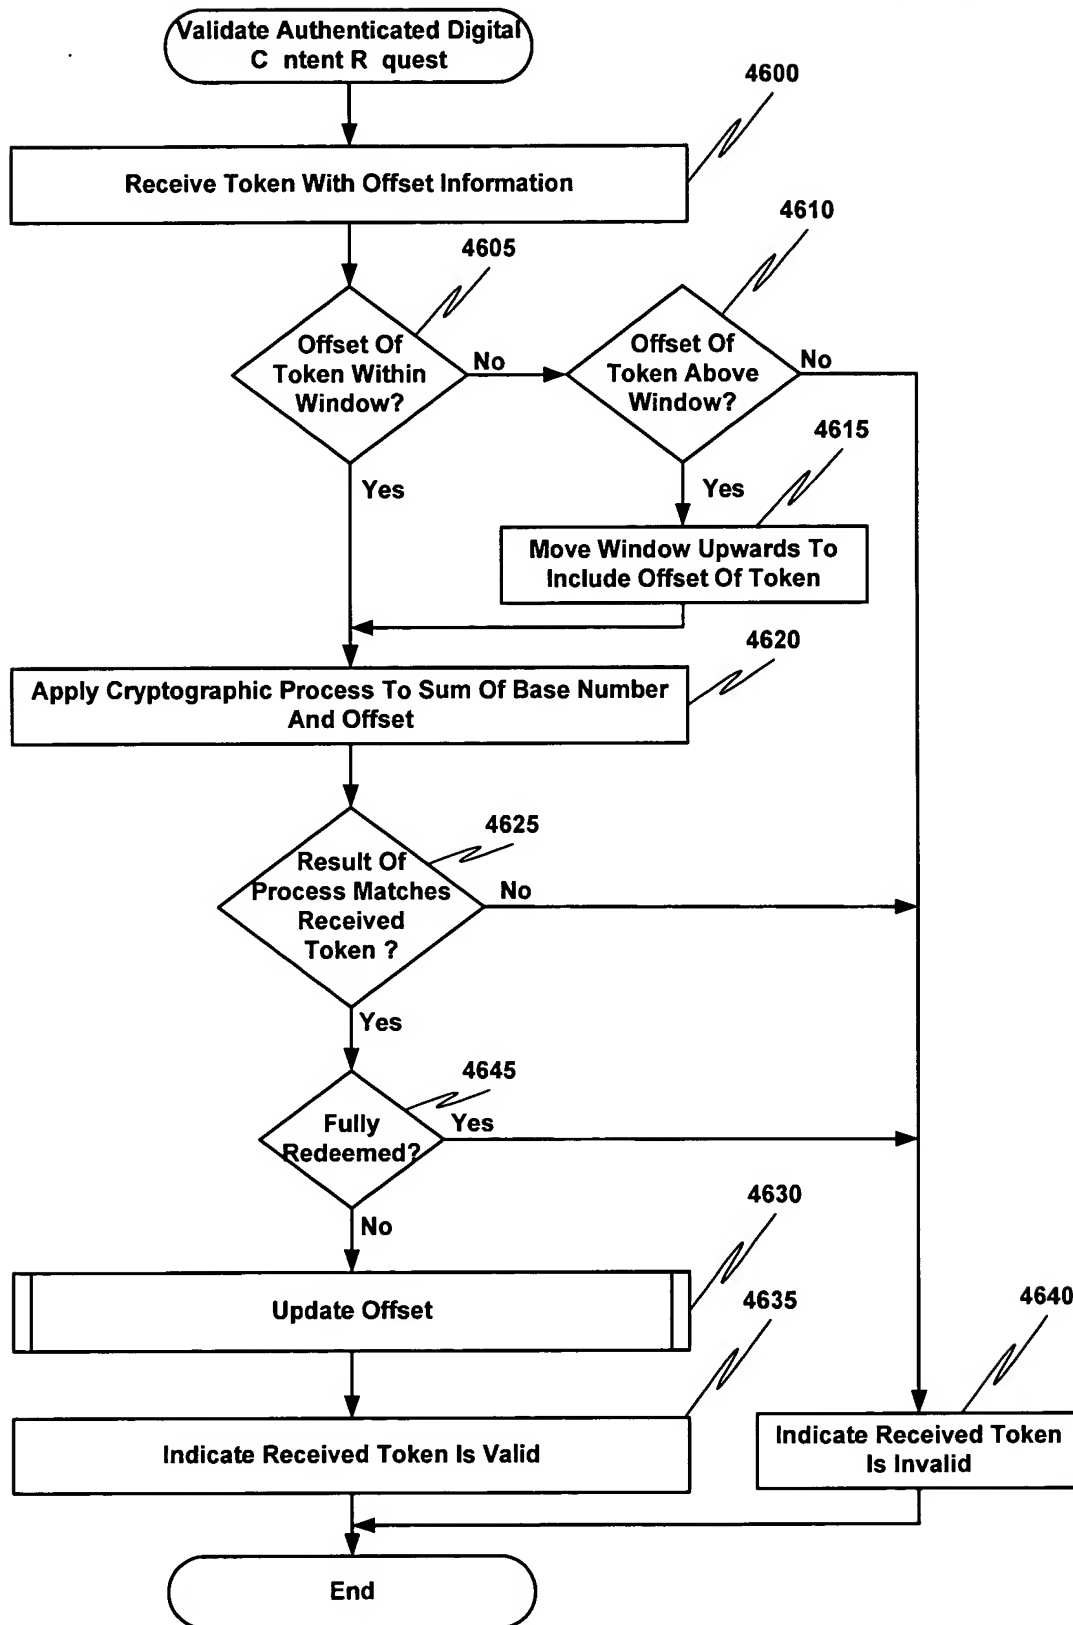 Validate Authenticated Digital
C ntent R quest
4600
Receive Token With Offset Information
4605
4610
Offset Of
Token Within
Window?
No
Offset Of
Token Above
Window?
No
Yes
Yes
4615
Move Window Upwards To
Include Offset Of Token
4620
Apply Cryptographic Process To Sum Of Base Number
And Offset
4625
Result Of
Process Matches
Received
Token ?
No
Yes
4645
Fully
Redeemed?
Yes
No
4630
Update Offset
4635
4640
Indicate Received Token Is Valid
Indicate Received Token
Is Invalid
End